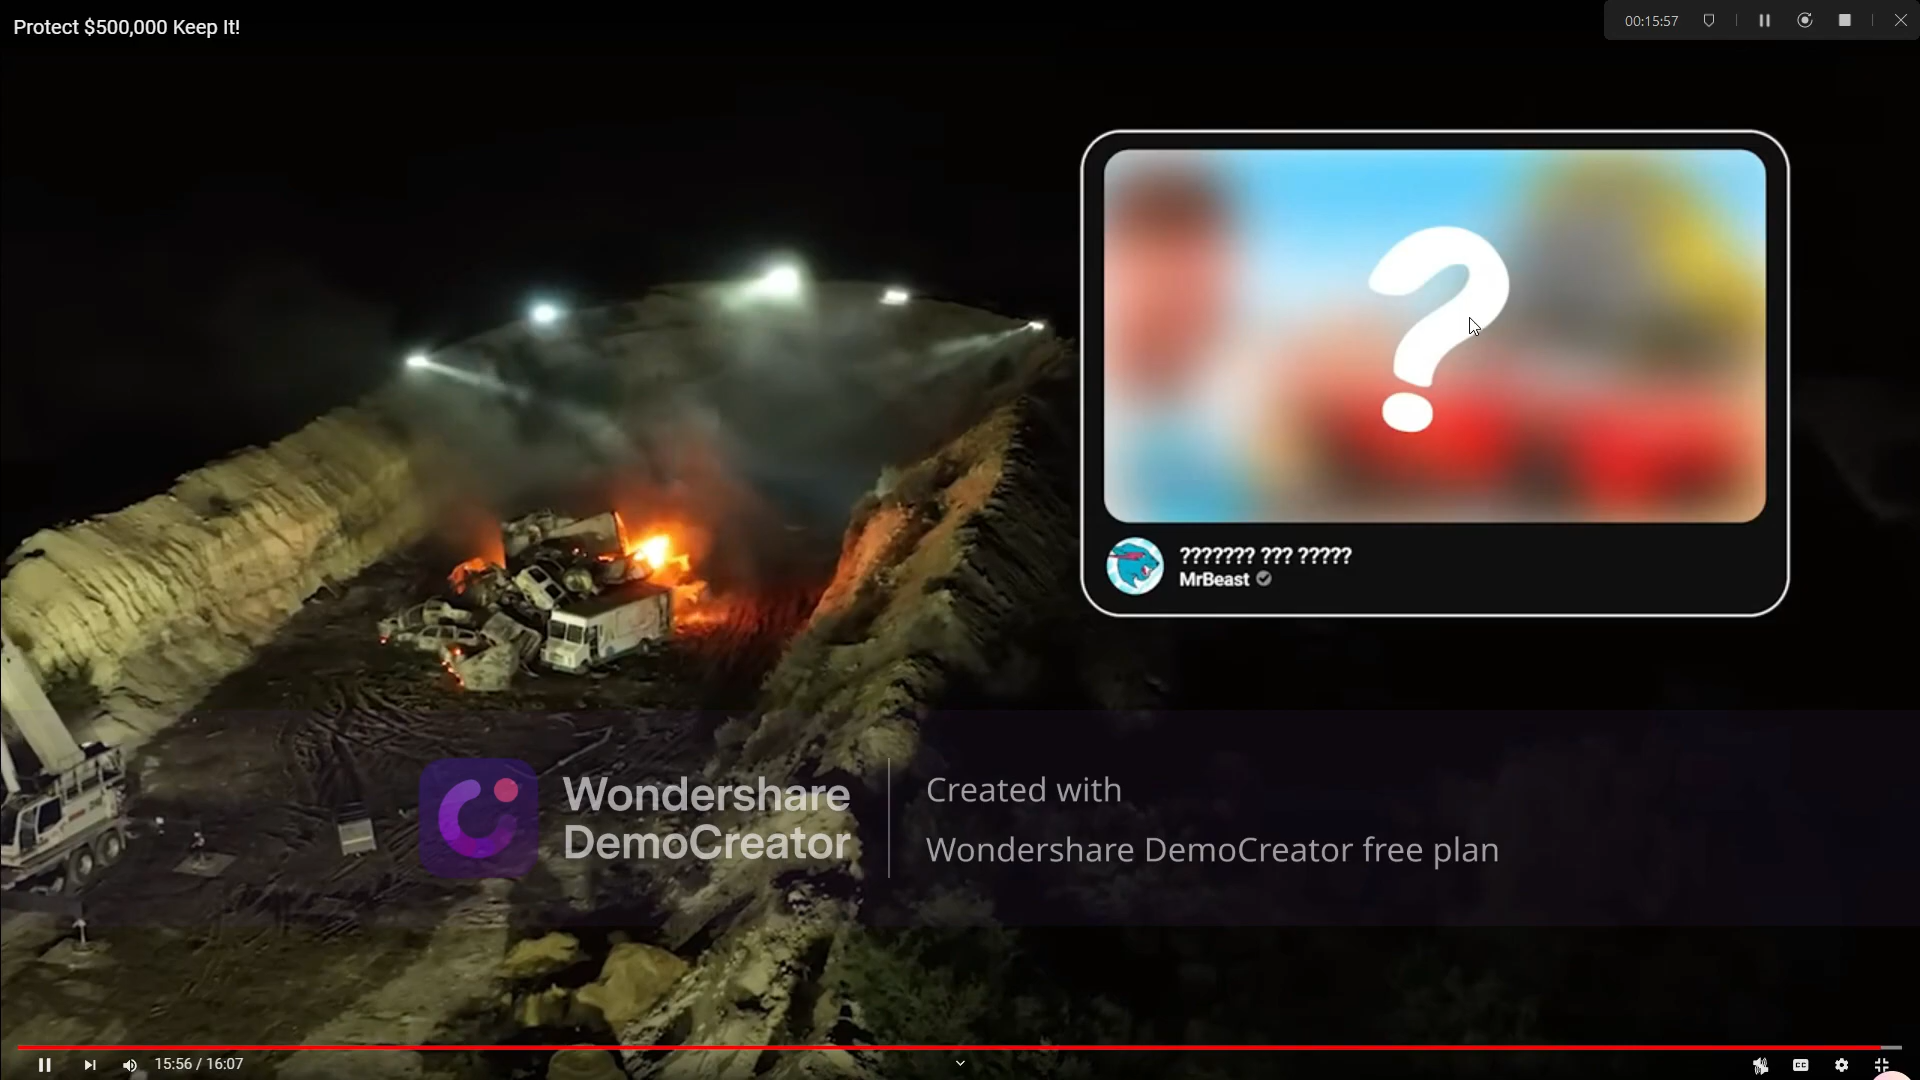 Protect $500,000 Keep It!
00:15:57
??????? ??? ?????
MrBeast
Wondershare
DemoCreator
Created with
Wondershare DemoCreator free plan
15:56 / 16:07
CC